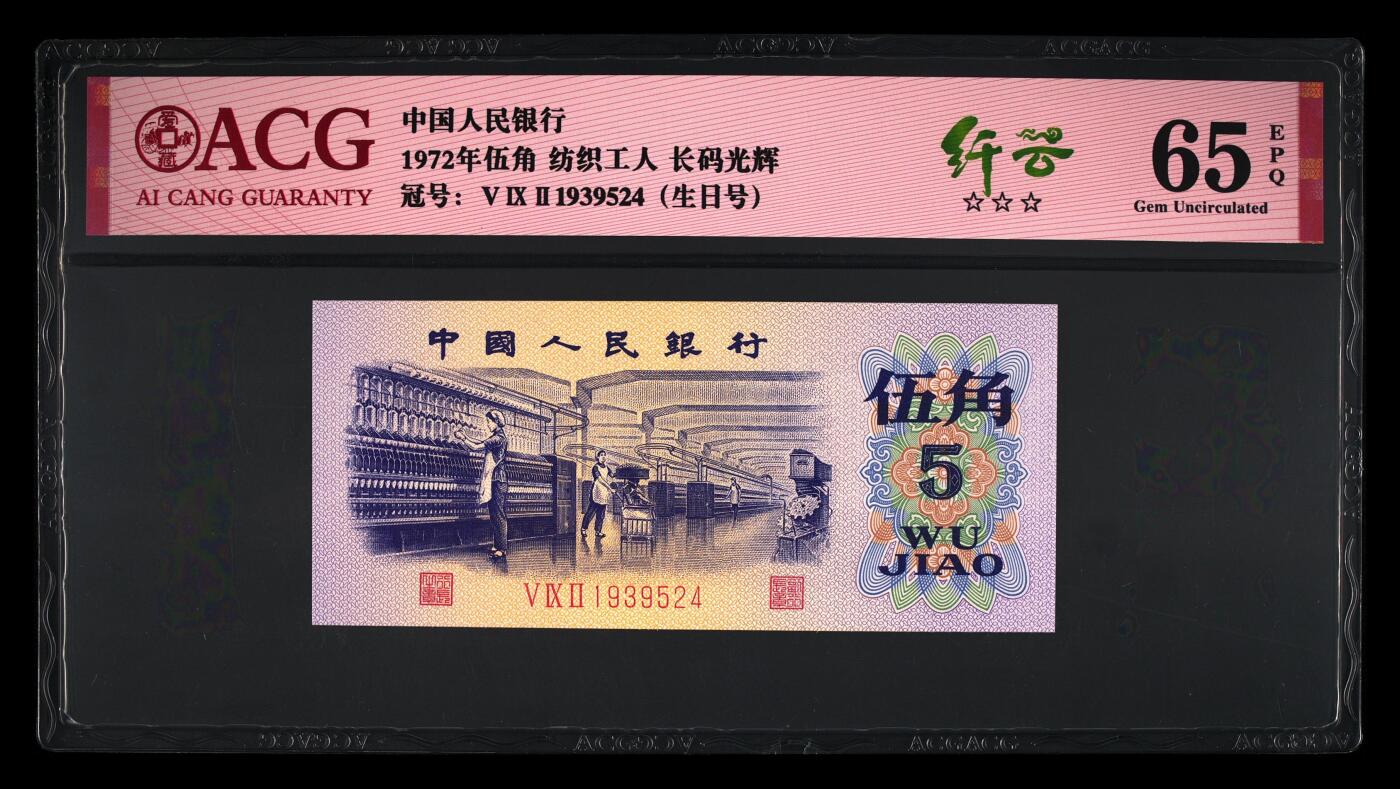 ACG
AI CANG GUARANTY
中国人民银行
1972年伍角 纺织工人 长码光辉
冠号：ⅤⅨⅡ1939524（生日号）
纤云
☆☆☆
65
EPQ
Gem Uncirculated
中國人民銀行
伍角
5
WU
JIAO
ⅤⅨⅡ1939524